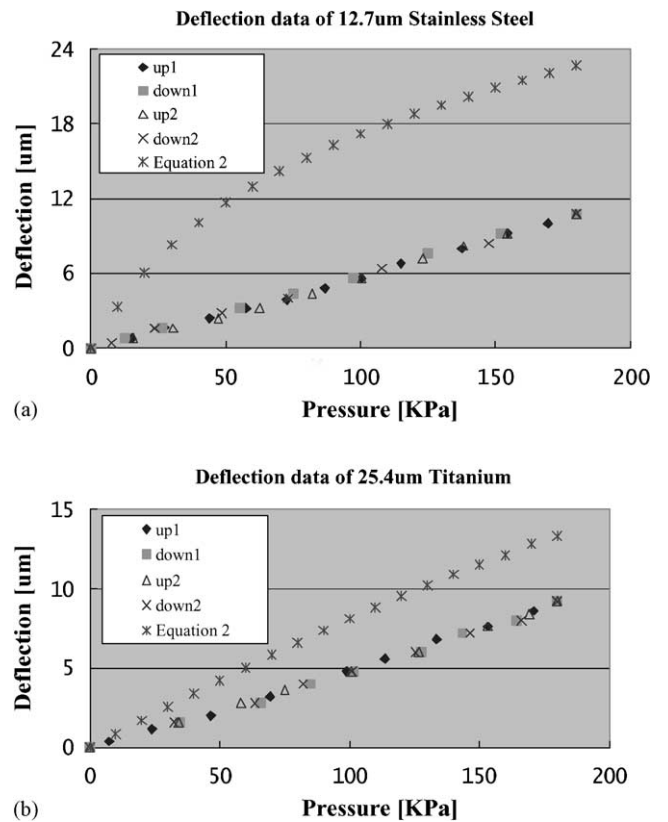 Deflection data of 12.7um Stainless Steel
24
18
12
6
0
Deflection [um]
up1
down1
up2
down2
Equation 2
0 50 100 150 200
Pressure [KPa]
(a)
Deflection data of 25.4um Titanium
15
10
5
0
Deflection [um]
up1
down1
up2
down2
Equation 2
0 50 100 150 200
Pressure [KPa]
(b)